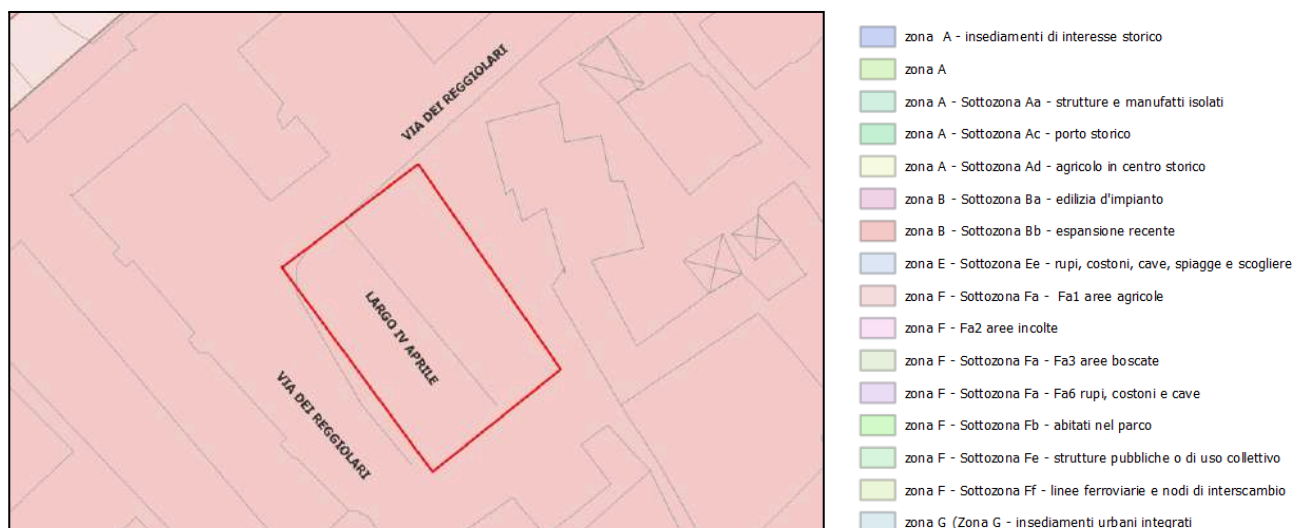 VIA DEI REGGIOLARI
LARGO IV APRILE
VIA DEI REGGIOLARI
zona A - insediamenti di interesse storico
zona A
zona A - Sottozona Aa - strutture e manufatti isolati
zona A - Sottozona Ac - porto storico
zona A - Sottozona Ad - agricolo in centro storico
zona B - Sottozona Ba - edilizia d'impianto
zona B - Sottozona Bb - espansione recente
zona E - Sottozona Ee - rupi, costoni, cave, spiagge e scogliere
zona F - Sottozona Fa - Fa1 aree agricole
zona F - Fa2 aree incolte
zona F - Sottozona Fa - Fa3 aree boscate
zona F - Sottozona Fa - Fa6 rupi, costoni e cave
zona F - Sottozona Fb - abitati nel parco
zona F - Sottozona Fe - strutture pubbliche o di uso collettivo
zona F - Sottozona Ff - linee ferroviarie e nodi di interscambio
zona G (Zona G - insediamenti urbani integrati